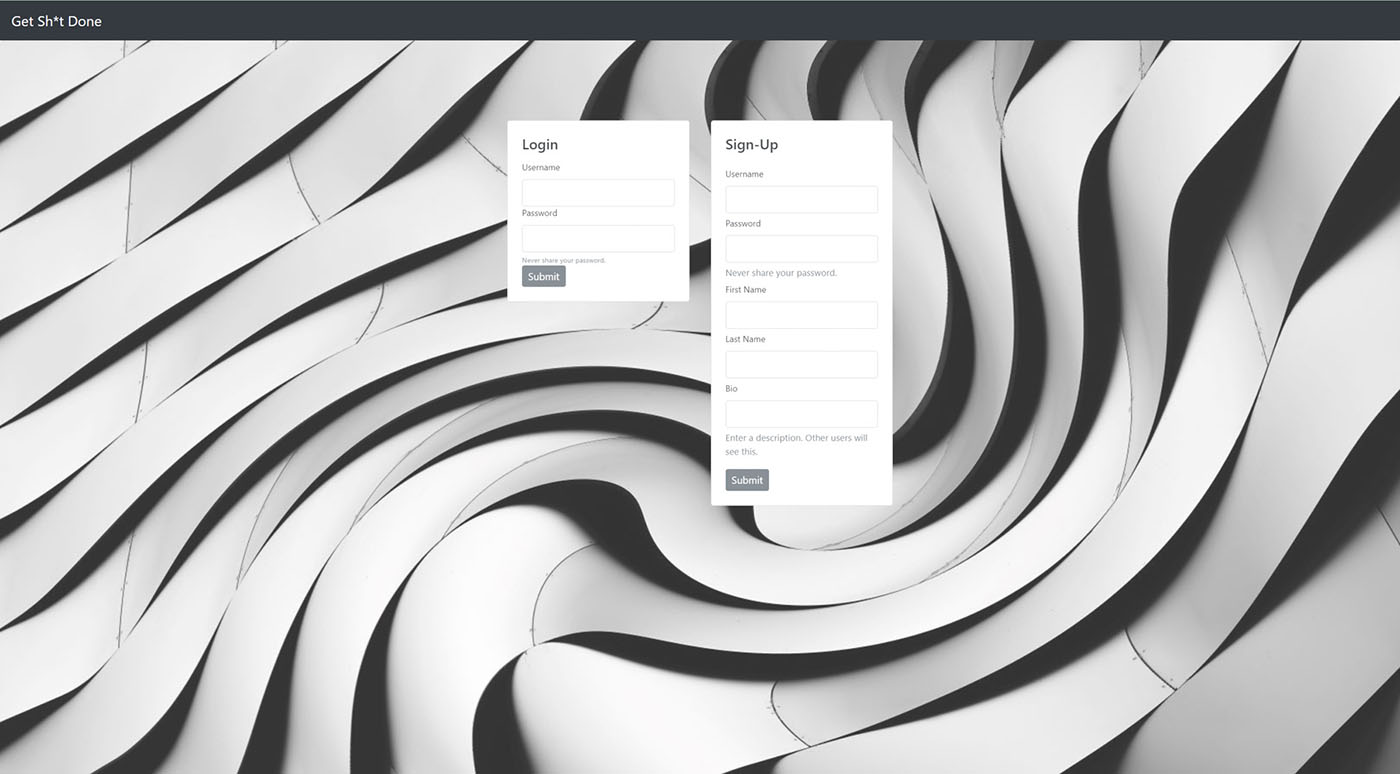 Get Sh*t Done
Login
Username
Password
Never share your password.
Submit
Sign-Up
Username
Password
Never share your password.
First Name
Last Name
Bio
Enter a description. Other users will
see this.
Submit